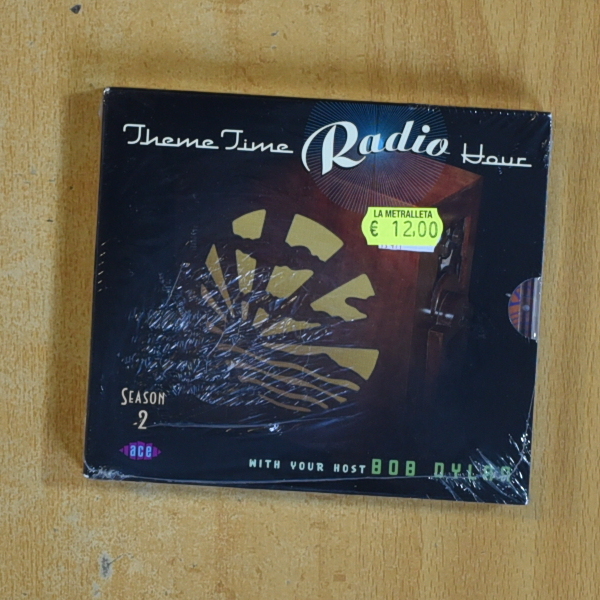 Theme Time Radio Hour
LA METRALLETA
€ 12.00
SEASON
2
ace
WITH YOUR HOST BOB DYLAN